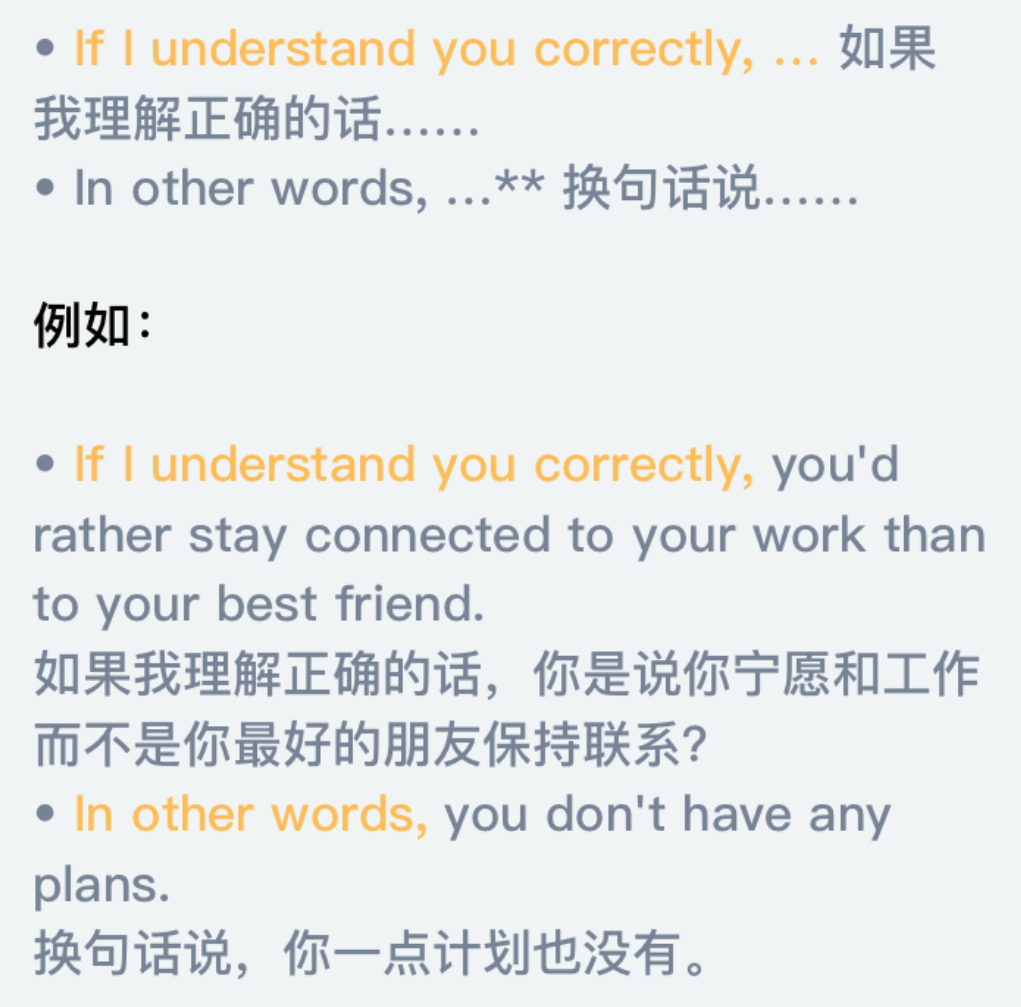 • If I understand you correctly, ... 如果
我理解正确的话……
• In other words, ...** 换句话说……
例如：
• If I understand you correctly, you'd
rather stay connected to your work than
to your best friend.
如果我理解正确的话，你是说你宁愿和工作
而不是你最好的朋友保持联系？
• In other words, you don't have any
plans.
换句话说，你一点计划也没有。